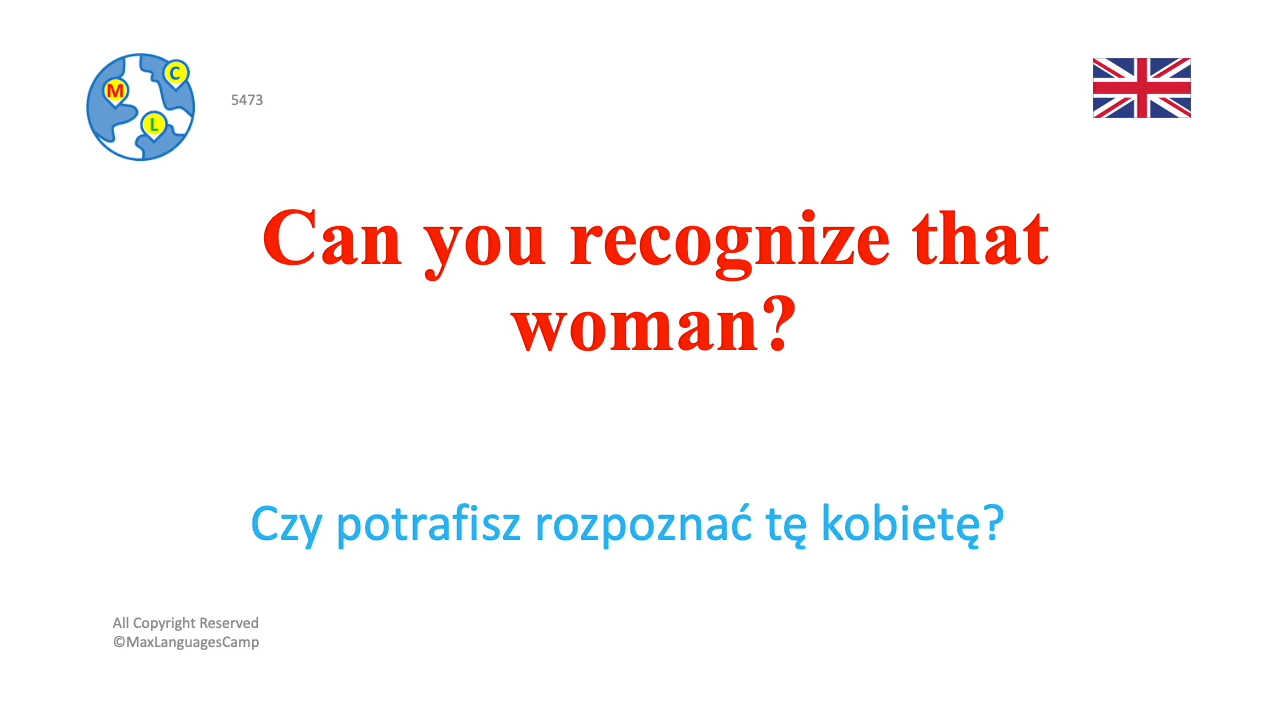 M
C
L
5473
Can you recognize that
woman?
Czy potrafisz rozpoznać tę kobietę?
All Copyright Reserved
©MaxLanguagesCamp